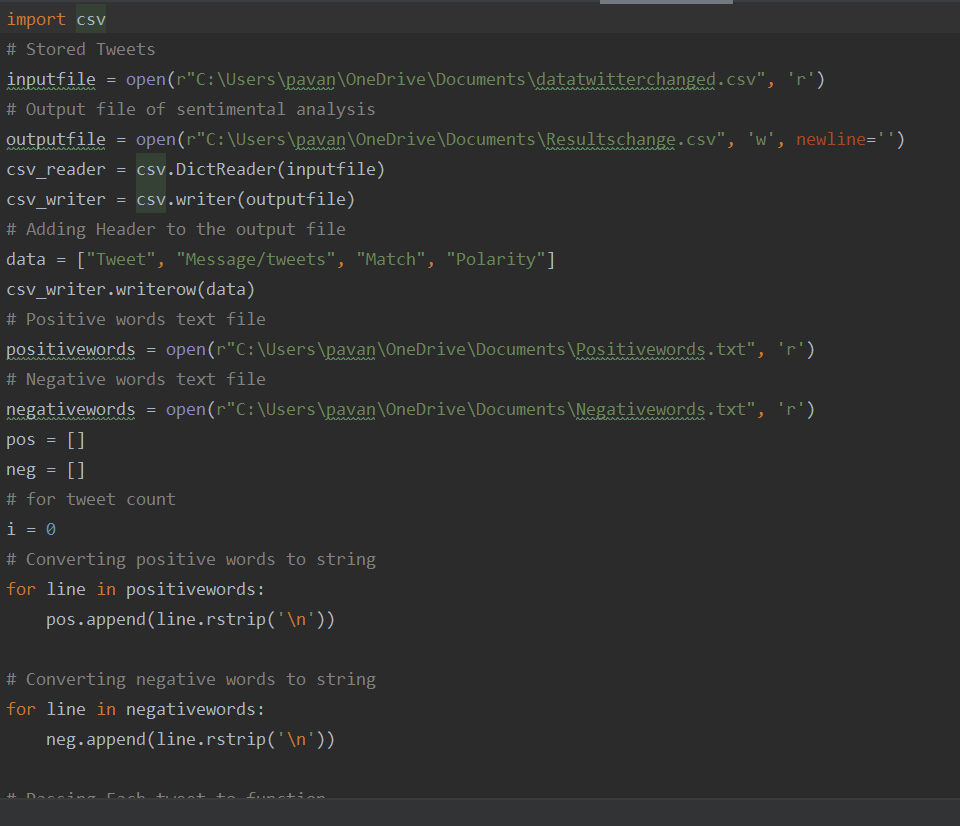 import csv
# Stored Tweets
inputfile = open(r"C:\Users\pavan\OneDrive\Documents\datatwitterchanged.csv", 'r')
# Output file of sentimental analysis
outputfile = open(r"C:\Users\pavan\OneDrive\Documents\Resultschange.csv", 'w', newline='')
csv_reader = csv.DictReader(inputfile)
csv_writer = csv.writer(outputfile)
# Adding Header to the output file
data = ["Tweet", "Message/tweets", "Match", "Polarity"]
csv_writer.writerow(data)
# Positive words text file
positivewords = open(r"C:\Users\pavan\OneDrive\Documents\Positivewords.txt", 'r')
# Negative words text file
negativewords = open(r"C:\Users\pavan\OneDrive\Documents\Negativewords.txt", 'r')
pos = []
neg = []
# for tweet count
i = 0
# Converting positive words to string
for line in positivewords:
    pos.append(line.rstrip('\n'))
# Converting negative words to string
for line in negativewords:
    neg.append(line.rstrip('\n'))
# Passing Each tweet to function